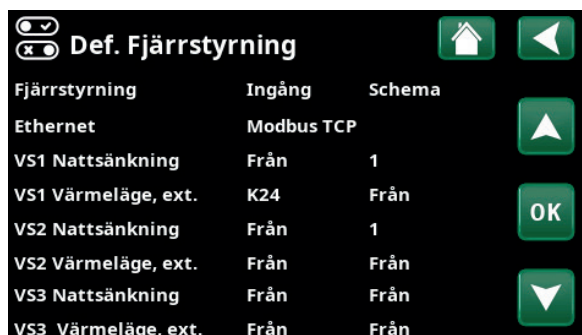 Def. Fjärrstyrning
Fjärrstyrning Ingång Schema
Ethernet Modbus TCP
VS1 Nattsänkning Från 1
VS1 Värmeläge, ext. K24 Från
OK
VS2 Nattsänkning Från 1
VS2 Värmeläge, ext. Från Från
VS3 Nattsänkning Från Från
VS3 Värmeläge, ext. Från Från